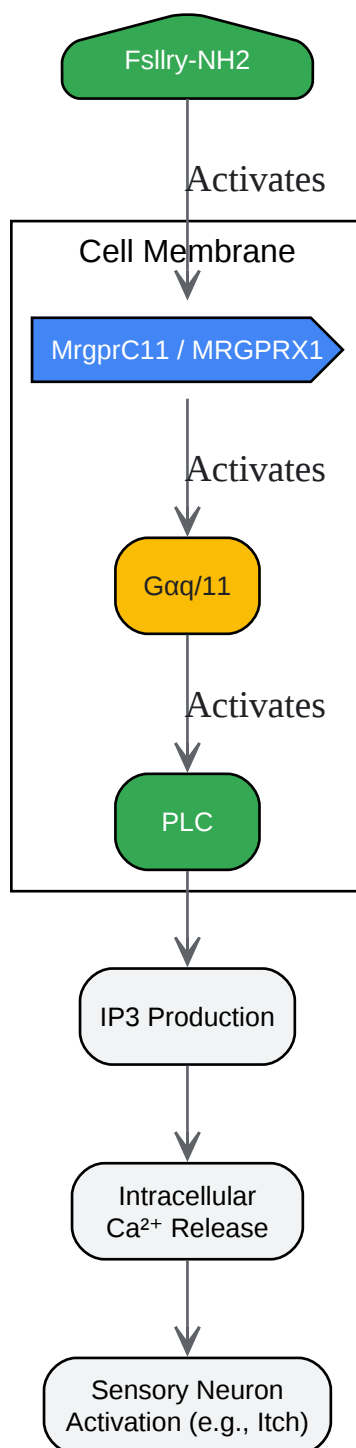 Fsllry-NH2
Activates
Cell Membrane
MrgprC11 / MRGPRX1
Activates
Gαq/11
Activates
PLC
IP3 Production
Intracellular
Ca²⁺ Release
Sensory Neuron
Activation (e.g., Itch)